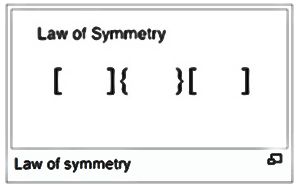 Law of Symmetry
[ ]{ }[ ]
Law of symmetry